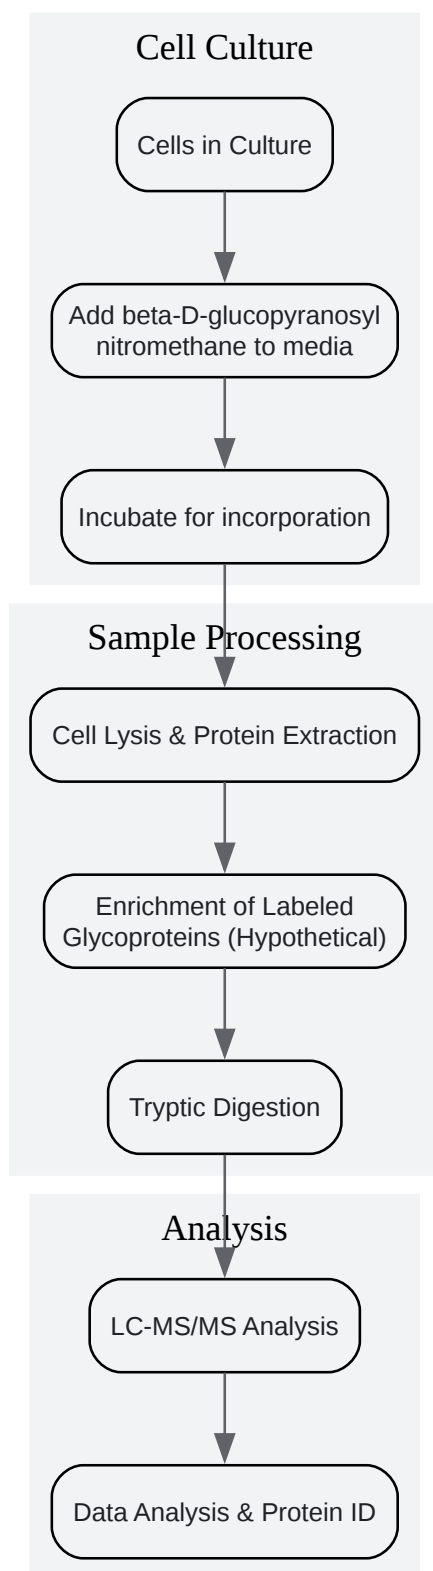 Cell Culture
Cells in Culture
Add beta-D-glucopyranosyl
nitromethane to media
Incubate for incorporation
Sample Processing
Cell Lysis & Protein Extraction
Enrichment of Labeled
Glycoproteins (Hypothetical)
Tryptic Digestion
Analysis
LC-MS/MS Analysis
Data Analysis & Protein ID